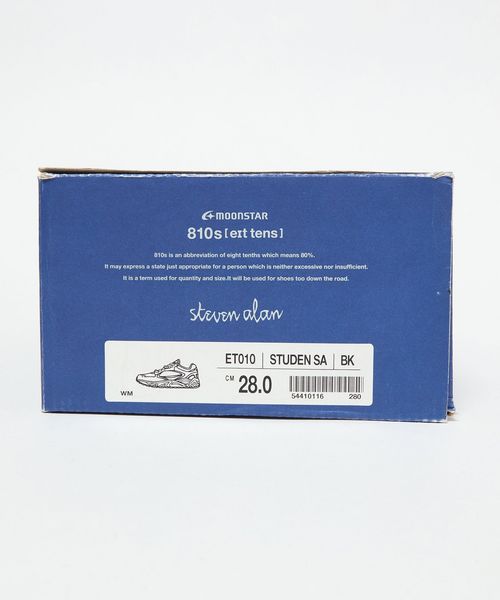 MOONSTAR
810s [eɪt tens]
810s is an abbreviation of eight tenths which means 80%.
It may express a state just appropriate for a person which is neither excessive nor insufficient.
It is a term used for quantity and size.It will be used for shoes too down the road.
steven alan
ET010 | STUDEN SA | BK
CM 28.0
WM
54410116 280